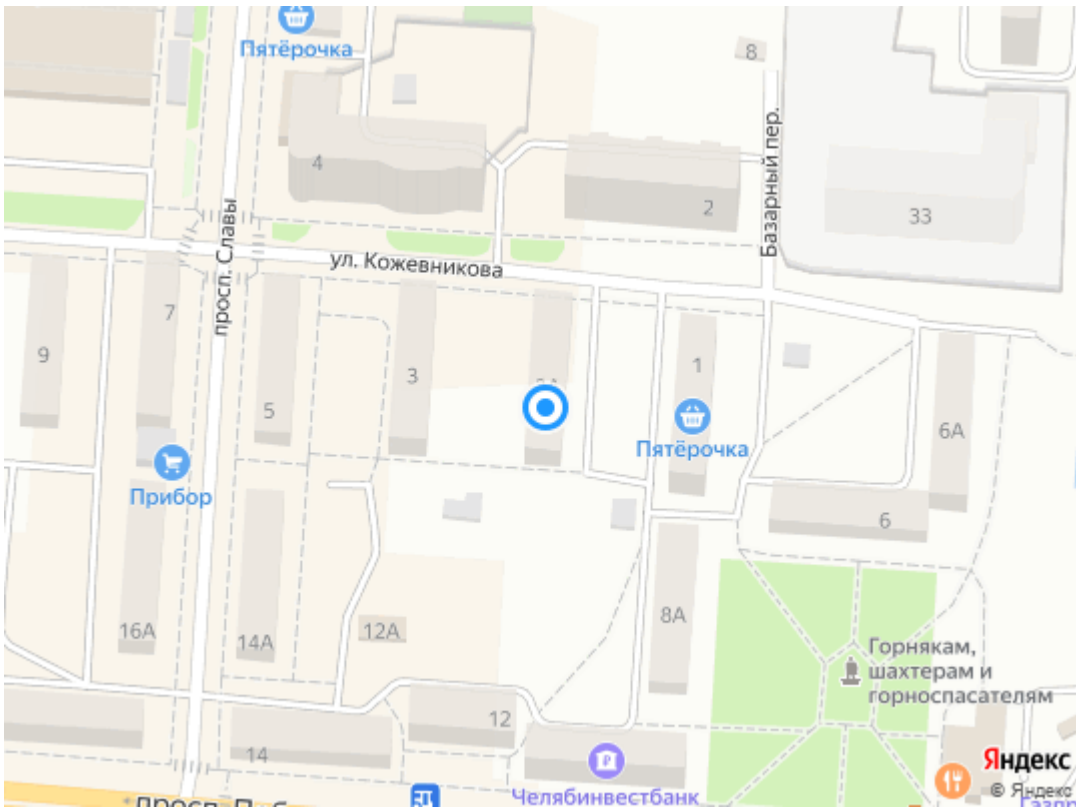 Пятёрочка
8
4
2
33
Базарный пер.
просп. Славы
ул. Кожевникова
7
9
5
3
1
Пятёрочка
6А
Прибор
6
16А
14А
12А
8А
Горнякам,
шахтерам и
горноспасателям
12
14
Челябинвестбанк
Яндекс
© Яндекс
просп.